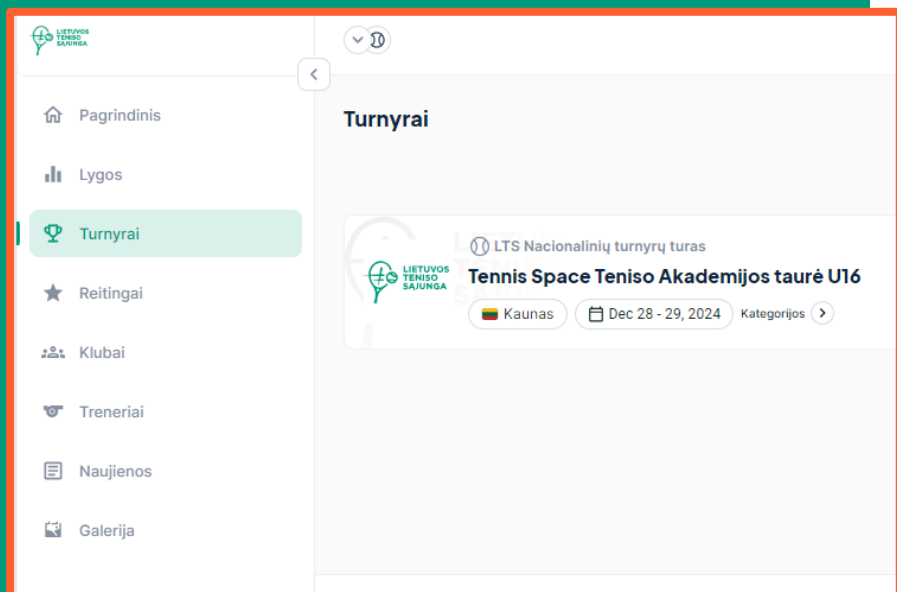 LIETUVOS
TENISO
SĄJUNGA
Pagrindinis
Lygos
Turnyrai
Reitingai
Klubai
Treneriai
Naujienos
Galerija
Turnyrai
LTS Nacionalinių turnyrų turas
LIETUVOS
TENISO
SĄJUNGA
Tennis Space Teniso Akademijos taurė U16
Kaunas Dec 28 - 29, 2024 Kategorijos